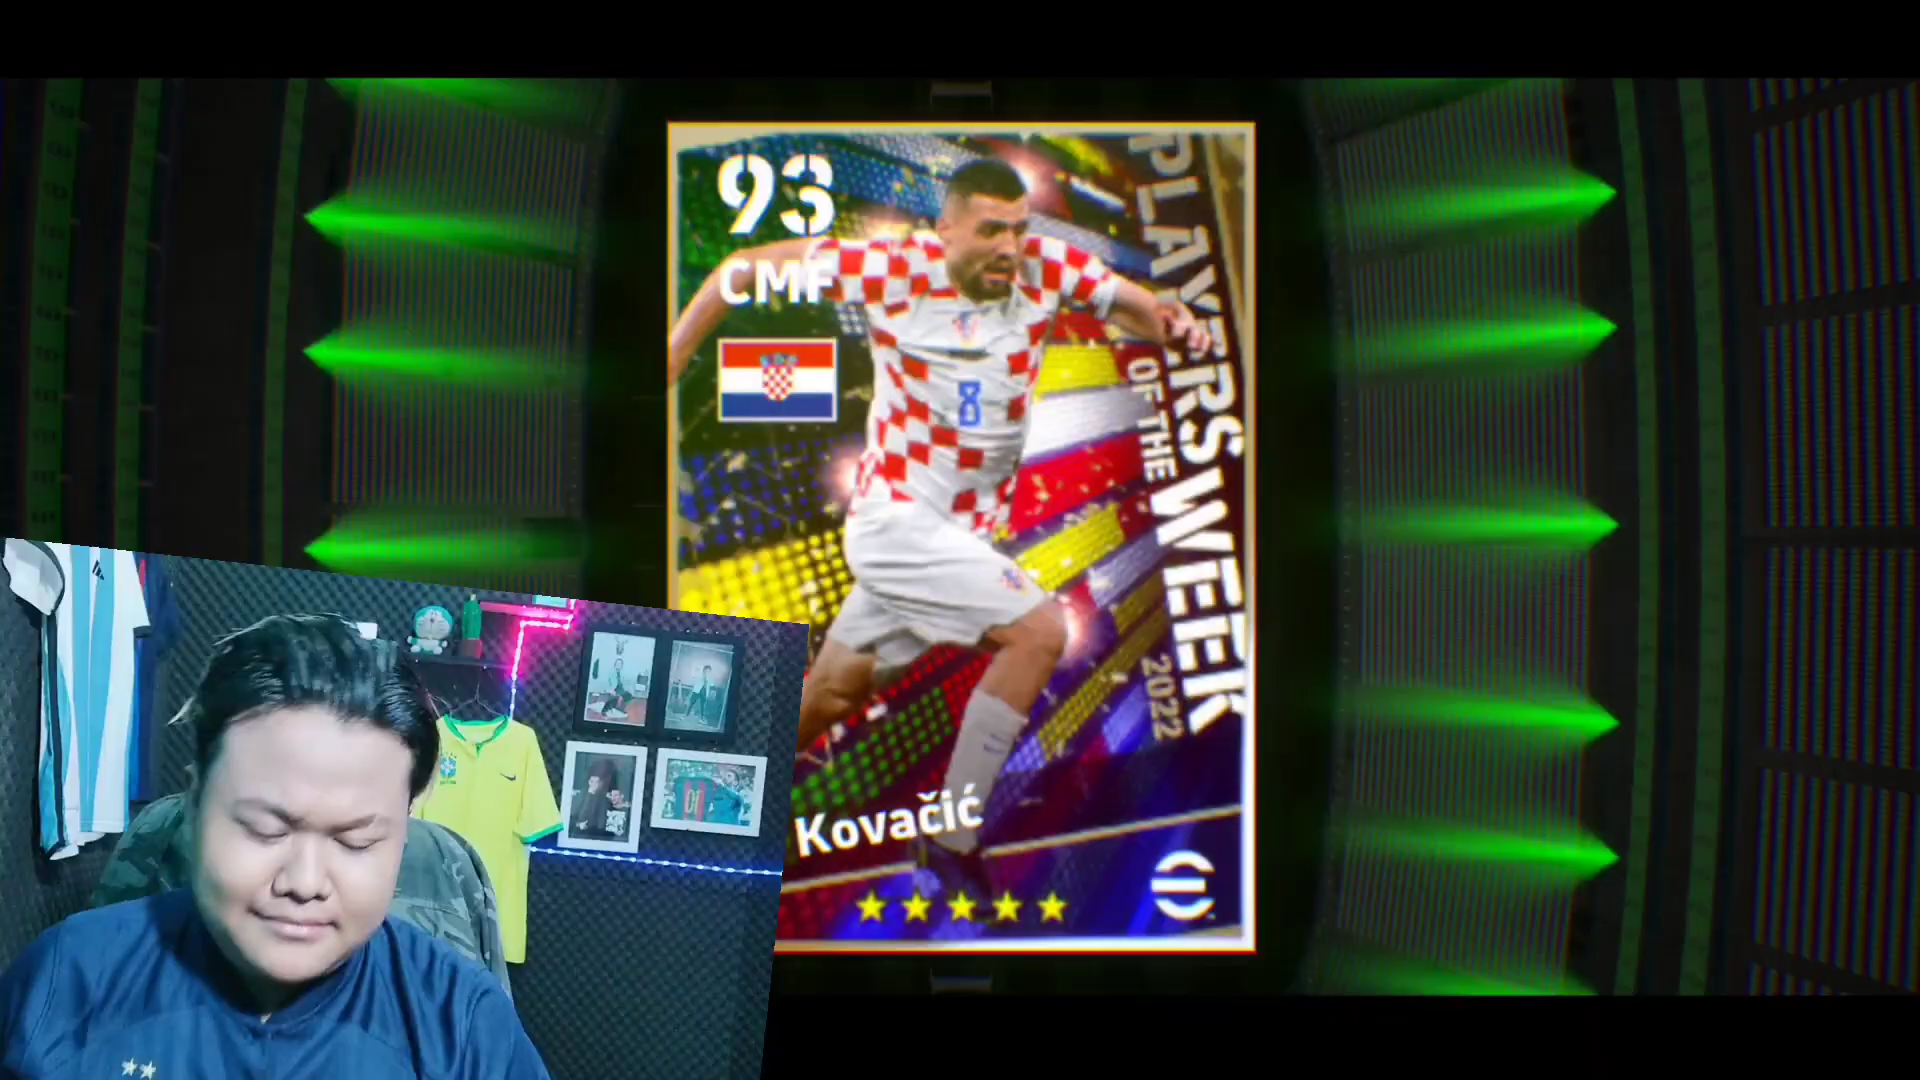 93
CMF
PLAYERS
OF THE WEEK
2022
8
Kovačić